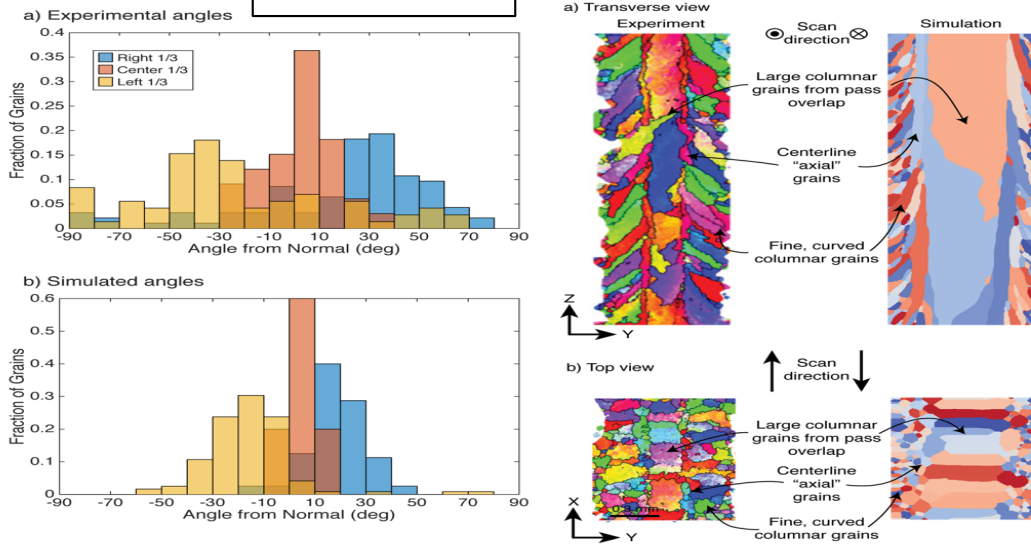 a) Experimental angles
0.4
0.35
0.3
0.25
0.2
0.15
0.1
0.05
0
Fraction of Grains
Right 1/3
Center 1/3
Left 1/3
-90 -70 -50 -30 -10 10 30 50 70 90
Angle from Normal (deg)
b) Simulated angles
0.6
0.5
0.4
0.3
0.2
0.1
0
Fraction of Grains
-90 -70 -50 -30 -10 10 30 50 70 90
Angle from Normal (deg)
a) Transverse view
Experiment
Scan
direction
Simulation
Large columnar
grains from pass
overlap
Centerline
“axial”
grains
Fine, curved
columnar grains
Z
Y
b) Top view
Scan
direction
Large columnar
grains from pass
overlap
Centerline
“axial”
grains
Fine, curved
columnar grains
X
Y